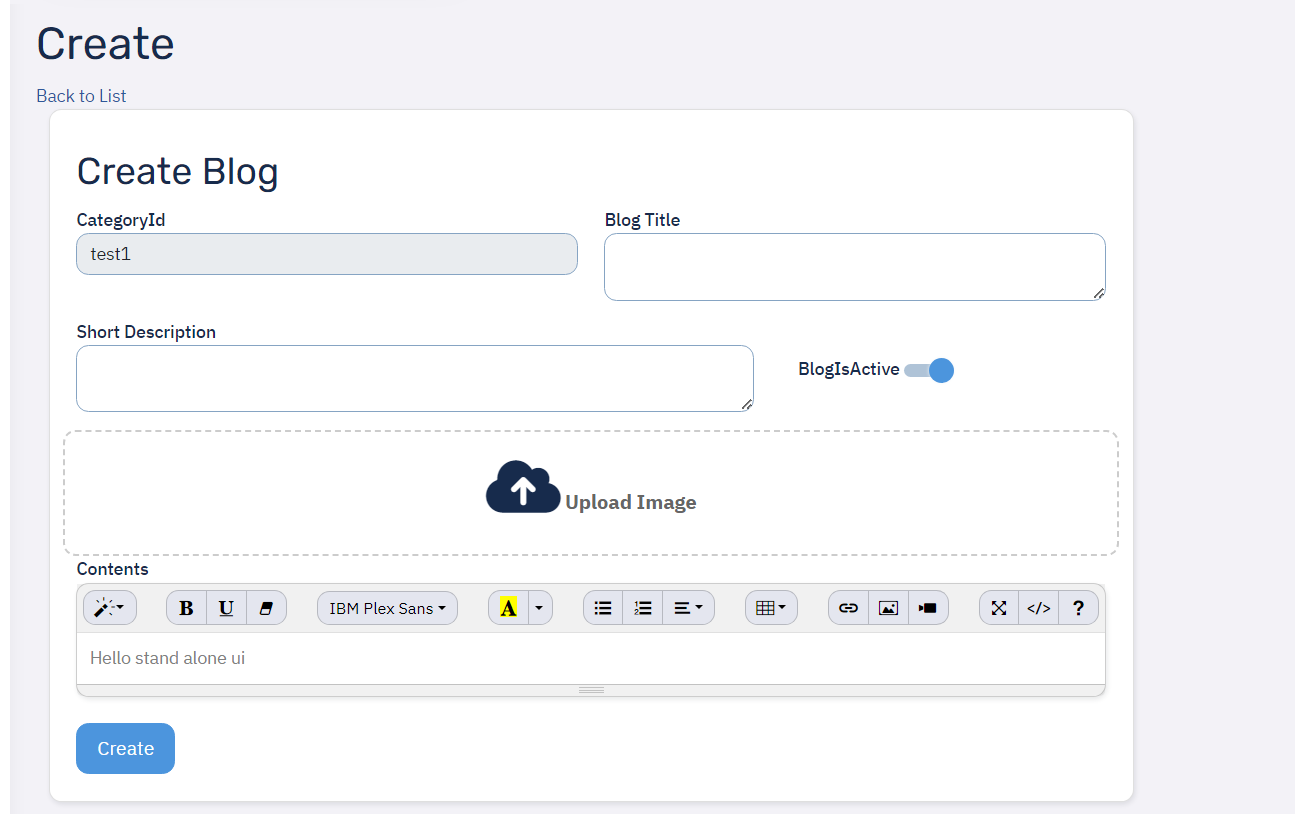 Create
Back to List
Create Blog
CategoryId
Blog Title
test1
Short Description
BlogIsActive
Upload Image
Contents
B U IBM Plex Sans A </> ?
Hello stand alone ui
Create